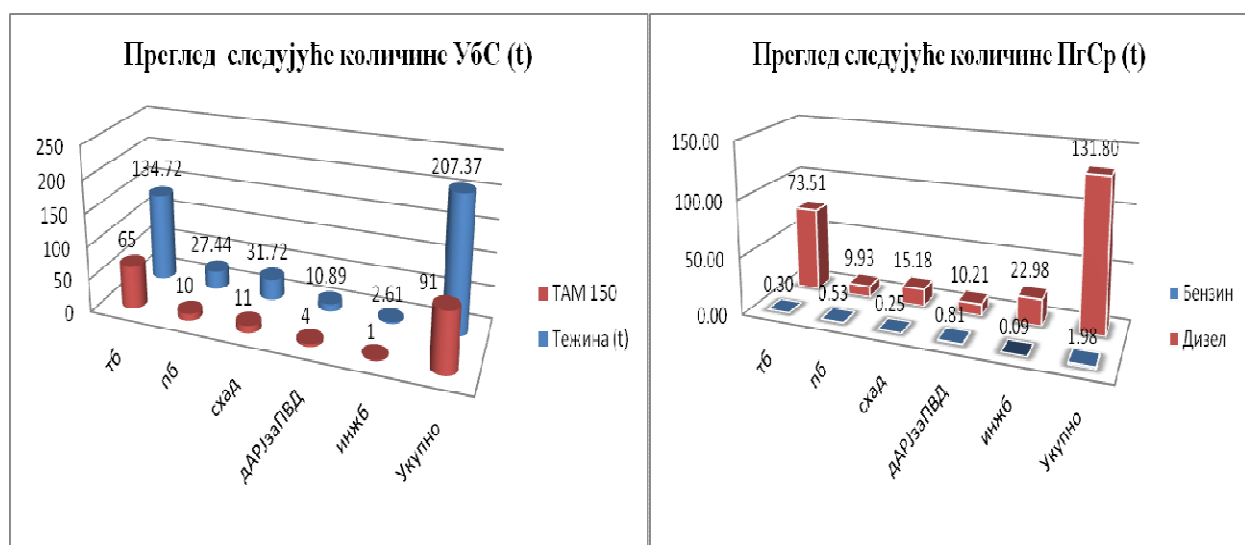 Преглед следујуће количине УбС (t)
250
200
150
100
50
0
134.72
27.44
31.72
10.89
2.61
207.37
65
10
11
4
1
91
тб
пб
схад
дАРЈзаПВД
инжб
Укупно
ТАМ 150
Тежина (t)
Преглед следујуће количине ПгСр (t)
150.00
100.00
50.00
0.00
73.51
9.93
15.18
10.21
22.98
131.80
0.30
0.53
0.25
0.81
0.09
1.98
тб
пб
схад
дАРЈзаПВД
инжб
Укупно
Бензин
Дизел